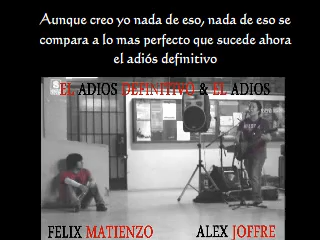 Aunque creo yo nada de eso, nada de eso se
compara a lo mas perfecto que sucede ahora
el adiós definitivo
EL ADIOS DEFINITIVO & EL ADIOS
FELIX MATIENZO
ALEX JOFFRE